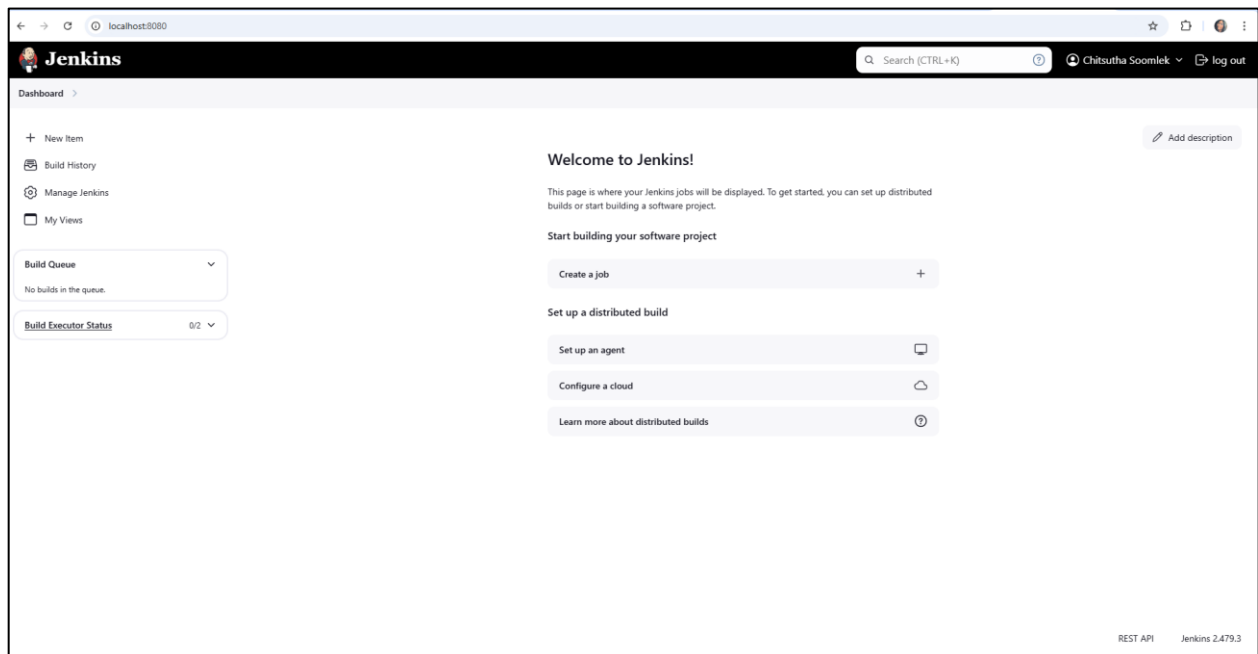 localhost:8080
Jenkins
Search (CTRL+K)
Chitsutha Soomlek
log out
Dashboard
New Item
Build History
Manage Jenkins
My Views
Build Queue
No builds in the queue.
Build Executor Status
0/2
Add description
Welcome to Jenkins!
This page is where your Jenkins jobs will be displayed. To get started, you can set up distributed
builds or start building a software project.
Start building your software project
Create a job
Set up a distributed build
Set up an agent
Configure a cloud
Learn more about distributed builds
REST API
Jenkins 2.479.3